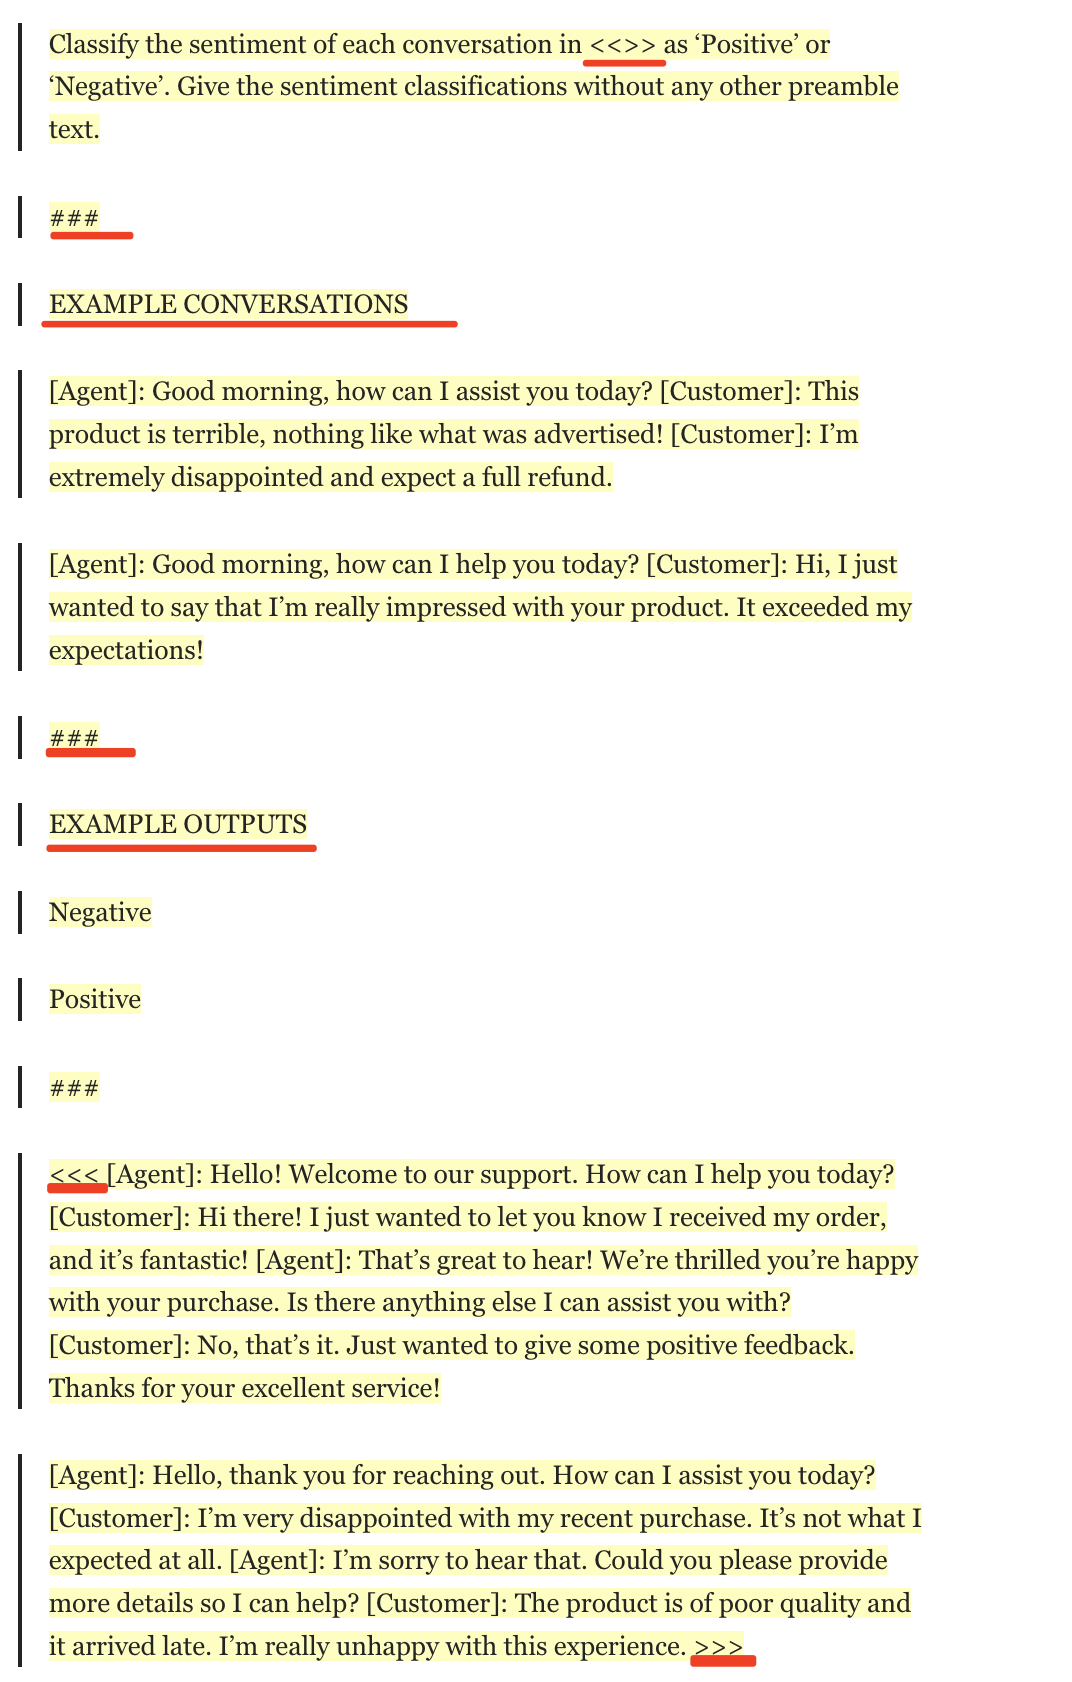 Classify the sentiment of each conversation in <<>> as ‘Positive’ or
‘Negative’. Give the sentiment classifications without any other preamble
text.
###
EXAMPLE CONVERSATIONS
[Agent]: Good morning, how can I assist you today? [Customer]: This
product is terrible, nothing like what was advertised! [Customer]: I’m
extremely disappointed and expect a full refund.
[Agent]: Good morning, how can I help you today? [Customer]: Hi, I just
wanted to say that I’m really impressed with your product. It exceeded my
expectations!
###
EXAMPLE OUTPUTS
Negative
Positive
###
<<< [Agent]: Hello! Welcome to our support. How can I help you today?
[Customer]: Hi there! I just wanted to let you know I received my order,
and it’s fantastic! [Agent]: That’s great to hear! We’re thrilled you’re happy
with your purchase. Is there anything else I can assist you with?
[Customer]: No, that’s it. Just wanted to give some positive feedback.
Thanks for your excellent service!
[Agent]: Hello, thank you for reaching out. How can I assist you today?
[Customer]: I’m very disappointed with my recent purchase. It’s not what I
expected at all. [Agent]: I’m sorry to hear that. Could you please provide
more details so I can help? [Customer]: The product is of poor quality and
it arrived late. I’m really unhappy with this experience. >>>